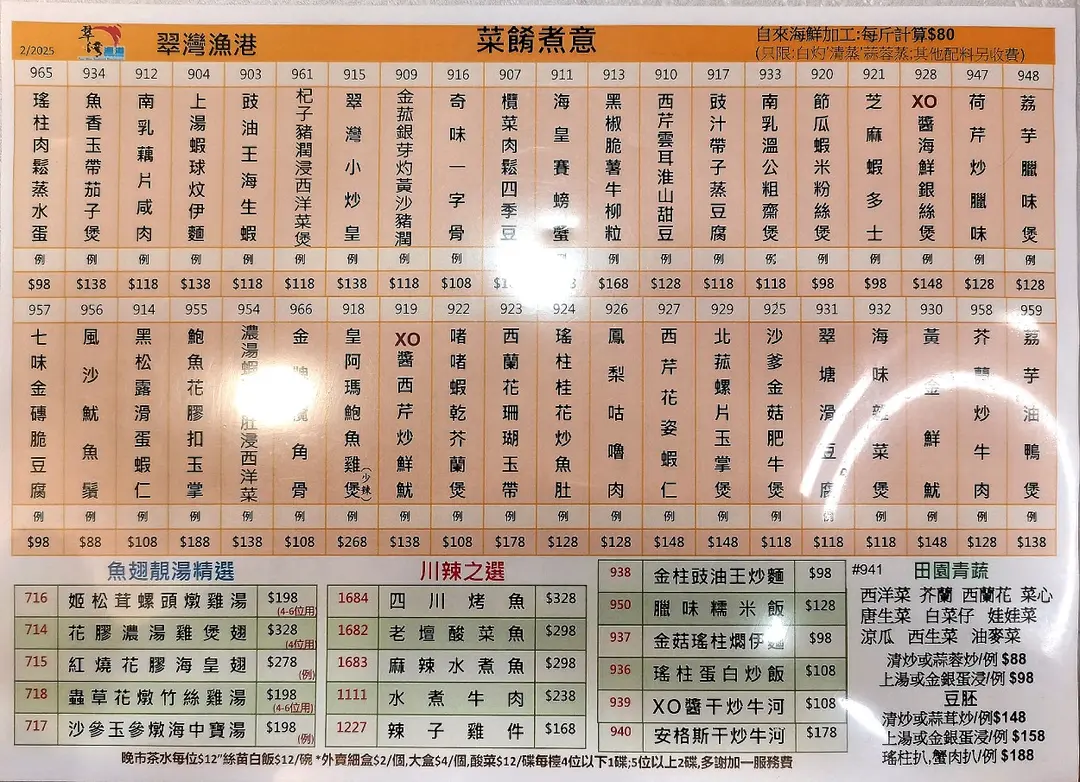 2/2025
翠灣漁港
菜餚煮意
自來海鮮加工:每斤計算$80
(只限:白灼 清蒸 蒜蓉蒸;其他配料另收費)
965 瑤柱肉鬆蒸水蛋 例 $98
934 魚香玉帶茄子煲 例 $138
912 南乳藕片咸肉 例 $118
904 上湯蝦球炆伊麵 例 $138
903 豉油王海生蝦 例 $118
961 杞子豬潤浸西洋菜煲 例 $118
915 翠灣小炒皇 例 $138
909 金菰銀芽灼黃沙豬潤 例 $118
916 奇味一字骨 例 $108
907 欖菜肉鬆四季豆
911 海皇賽螃蟹
913 黑椒脆薯牛柳粒 例 $168
910 西芹雲耳淮山甜豆 例 $128
917 豉汁帶子蒸豆腐 例 $118
933 南乳溫公粗齋煲 例 $118
920 節瓜蝦米粉絲煲 例 $98
921 芝麻蝦多士 例 $98
928 XO醬海鮮銀絲煲 例 $148
947 荷芹炒臘味 例 $128
948 荔芋臘味煲 例 $128
957 七味金磚脆豆腐 例 $98
956 風沙魷魚鬚 例 $88
914 黑松露滑蛋蝦仁 例 $108
955 鮑魚花膠扣玉掌 例 $188
954 濃湯蝦 浸西洋菜 例 $138
966 金 角骨 例 $108
918 皇阿瑪鮑魚雞煲(少辣) 例 $268
919 XO醬西芹炒鮮魷 例 $138
922 啫啫蝦乾芥蘭煲 例 $108
923 西蘭花珊瑚玉帶 例 $178
924 瑤柱桂花炒魚肚 例 $128
926 鳳梨咕嚕肉 例 $128
927 西芹花姿蝦仁 例 $148
929 北菰螺片玉掌煲 例 $148
925 沙爹金菇肥牛煲 例 $128
931 翠塘滑豆腐 例 $118
932 海味雜菜煲 例 $118
930 黃金鮮魷 例 $148
958 芥蘭炒牛肉 例 $128
959 荔芋油鴨煲 例 $138
魚翅靚湯精選
716 姬松茸螺頭燉雞湯 $198 (4-6位用)
714 花膠濃湯雞煲翅 $328 (4位用)
715 紅燒花膠海皇翅 $278 (例)
718 蟲草花燉竹絲雞湯 $198 (4-6位用)
717 沙參玉參燉海中寶湯 $198 (例)
川辣之選
1684 四川烤魚 $328
1682 老壇酸菜魚 $298
1683 麻辣水煮魚 $298
1111 水煮牛肉 $238
1227 辣子雞件 $168
938 金柱豉油王炒麵 $98
950 臘味糯米飯 $128
937 金菇瑤柱燜伊麵 $98
936 瑤柱蛋白炒飯 $108
939 XO醬干炒牛河 $108
940 安格斯干炒牛河 $178
#941 田園青蔬
西洋菜 芥蘭 西蘭花 菜心
唐生菜 白菜仔 娃娃菜
涼瓜 西生菜 油麥菜
清炒或蒜蓉炒/例 $88
上湯或金銀蛋浸/例 $98
豆胚
清炒或蒜茸炒/例$148
上湯或金銀蛋浸/例 $158
瑤柱扒,蟹肉扒/例 $188
晚市茶水每位$12"絲苗白飯$12/碗 *外賣細盒$2/個,大盒$4/個,酸菜$12/碟每檯4位以下1碟;5位以上2碟,多謝加一服務費